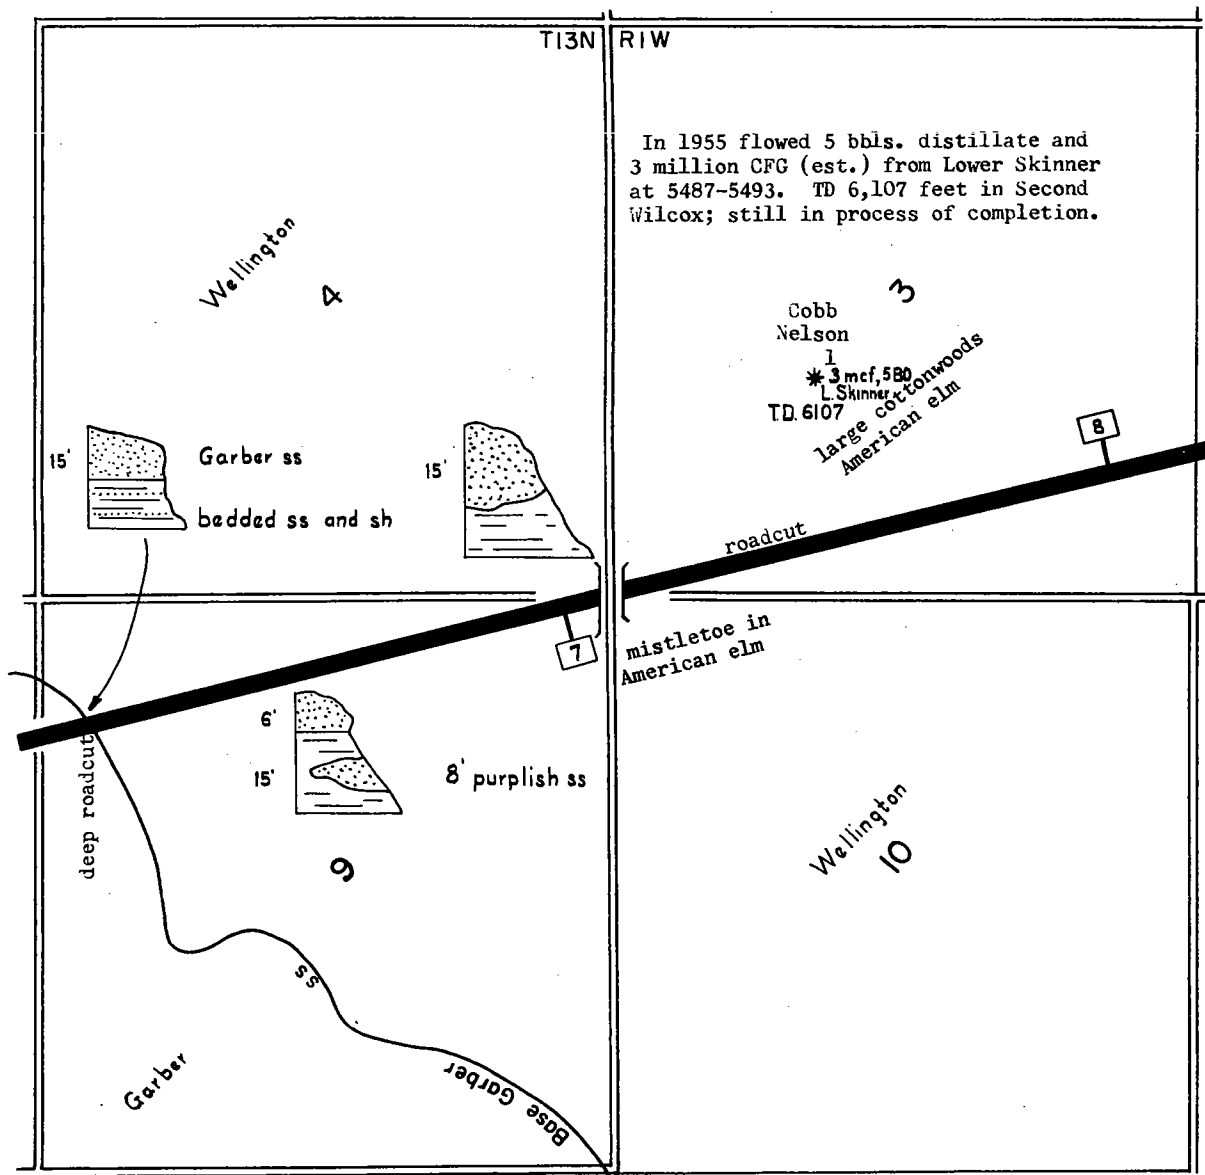 T13N R1W
In 1955 flowed 5 bbls. distillate and
3 million CFG (est.) from Lower Skinner
at 5487-5493. TD 6,107 feet in Second
Wilcox; still in process of completion.
Wellington
4
3
Cobb
Nelson
1
3 mcf, 5BO
L. Skinner
T.D. 6107
large cottonwoods
American elm
8
15'
Garber ss
bedded ss and sh
15'
roadcut
7
mistletoe in
American elm
deep roadcut
6'
15'
8' purplish ss
9
Wellington
10
ss
Garber
Base Garber